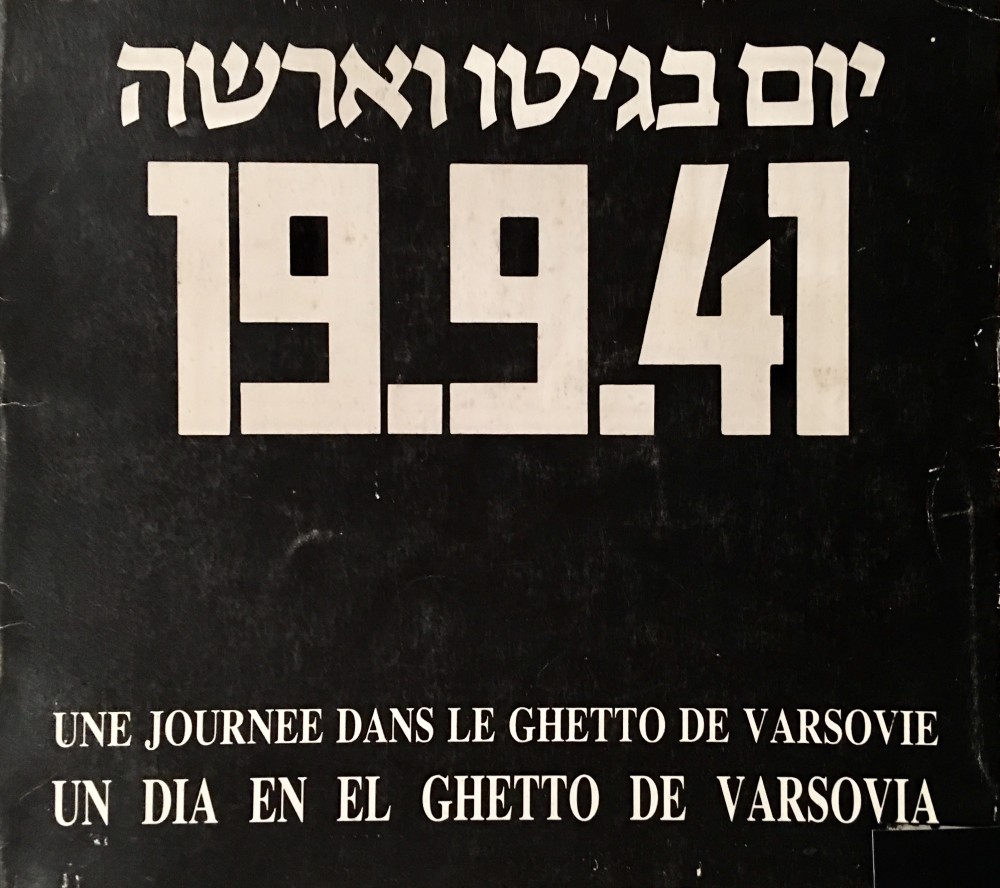 יום בגיטו וארשה
19.9.41
UNE JOURNEE DANS LE GHETTO DE VARSOVIE
UN DIA EN EL GHETTO DE VARSOVIA